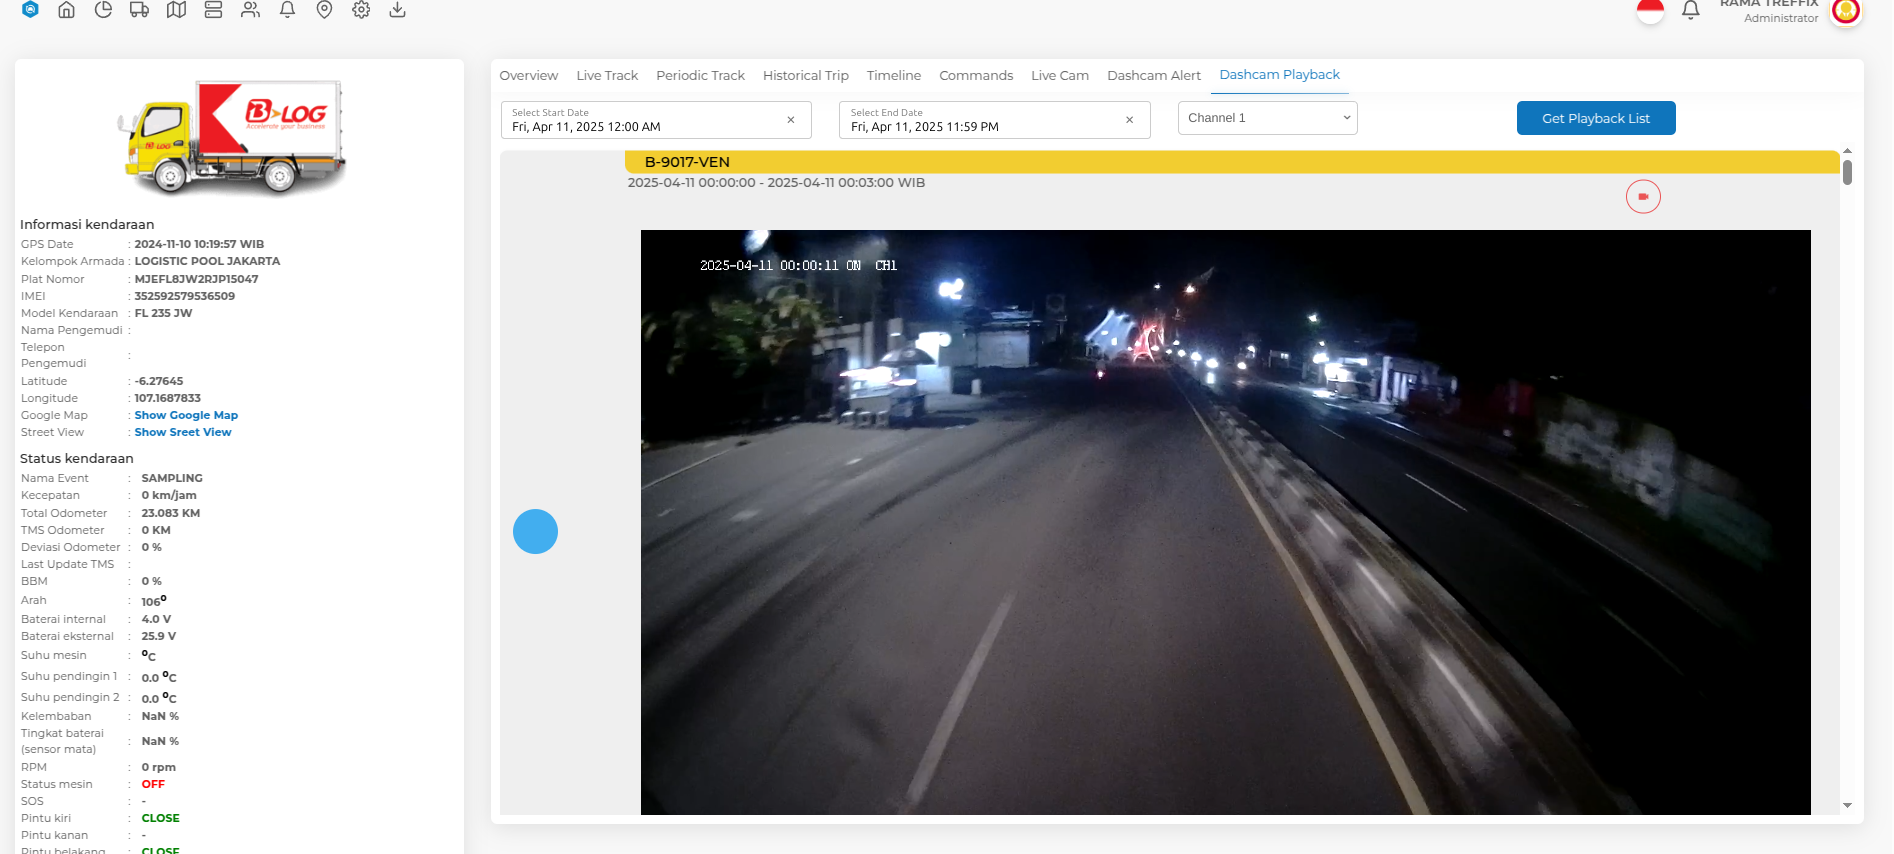 RAMA TREFFIX
Administrator
B-LOG
Accelerate your business
B-LOG
Informasi kendaraan
GPS Date : 2024-11-10 10:19:57 WIB
Kelompok Armada : LOGISTIC POOL JAKARTA
Plat Nomor : MJEFL8JW2RJP15047
IMEI : 352592579536509
Model Kendaraan : FL 235 JW
Nama Pengemudi :
Telepon
Pengemudi :
Latitude : -6.27645
Longitude : 107.1687833
Google Map : Show Google Map
Street View : Show Sreet View
Status kendaraan
Nama Event : SAMPLING
Kecepatan : 0 km/jam
Total Odometer : 23.083 KM
TMS Odometer : 0 KM
Deviasi Odometer : 0 %
Last Update TMS :
BBM : 0 %
Arah : 106⁰
Baterai internal : 4.0 V
Baterai eksternal : 25.9 V
Suhu mesin : ⁰C
Suhu pendingin 1 : 0.0 ⁰C
Suhu pendingin 2 : 0.0 ⁰C
Kelembaban : NaN %
Tingkat baterai
(sensor mata) : NaN %
RPM : 0 rpm
Status mesin : OFF
SOS : -
Pintu kiri : CLOSE
Pintu kanan : -
Pintu belakang : CLOSE
Overview Live Track Periodic Track Historical Trip Timeline Commands Live Cam Dashcam Alert Dashcam Playback
Select Start Date
Fri, Apr 11, 2025 12:00 AM ×
Select End Date
Fri, Apr 11, 2025 11:59 PM ×
Channel 1
Get Playback List
B-9017-VEN
2025-04-11 00:00:00 - 2025-04-11 00:03:00 WIB
2025-04-11 00:00:11 ON CH1